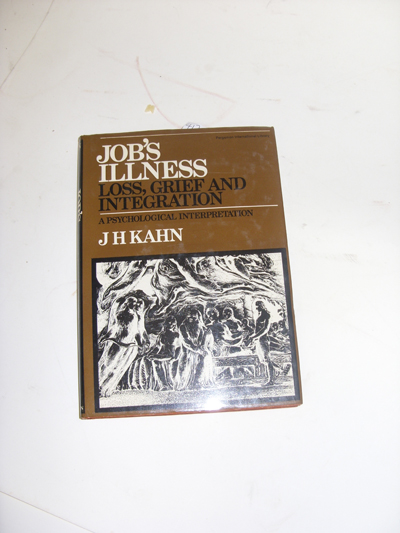 JOB'S
ILLNESS
LOSS, GRIEF AND
INTEGRATION
A PSYCHOLOGICAL INTERPRETATION
J H KAHN